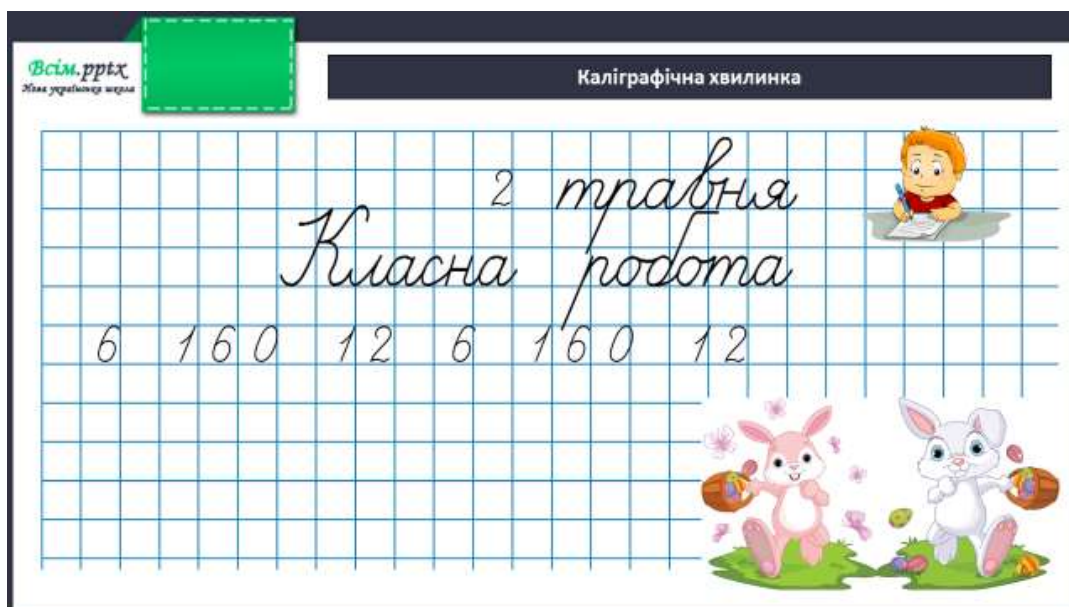 Всім.pptx
Нова українська школа
Каліграфічна хвилинка
2 травня
Класна робота
6 160 12 6 160 12